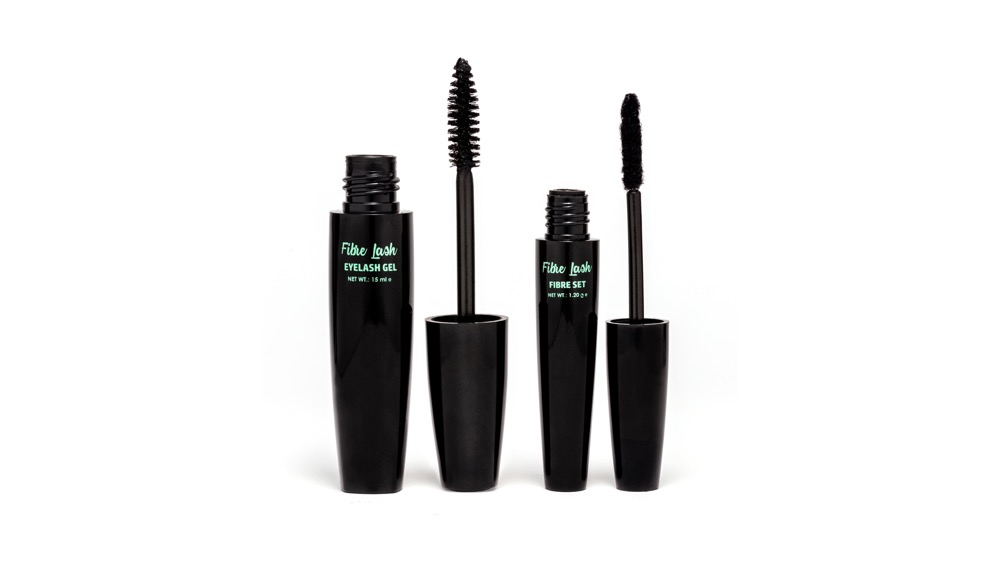 Fibre Lash
EYELASH GEL
NET WT.: 15 ml e
Fibre Lash
FIBRE SET
NET WT.: 1.20 g e